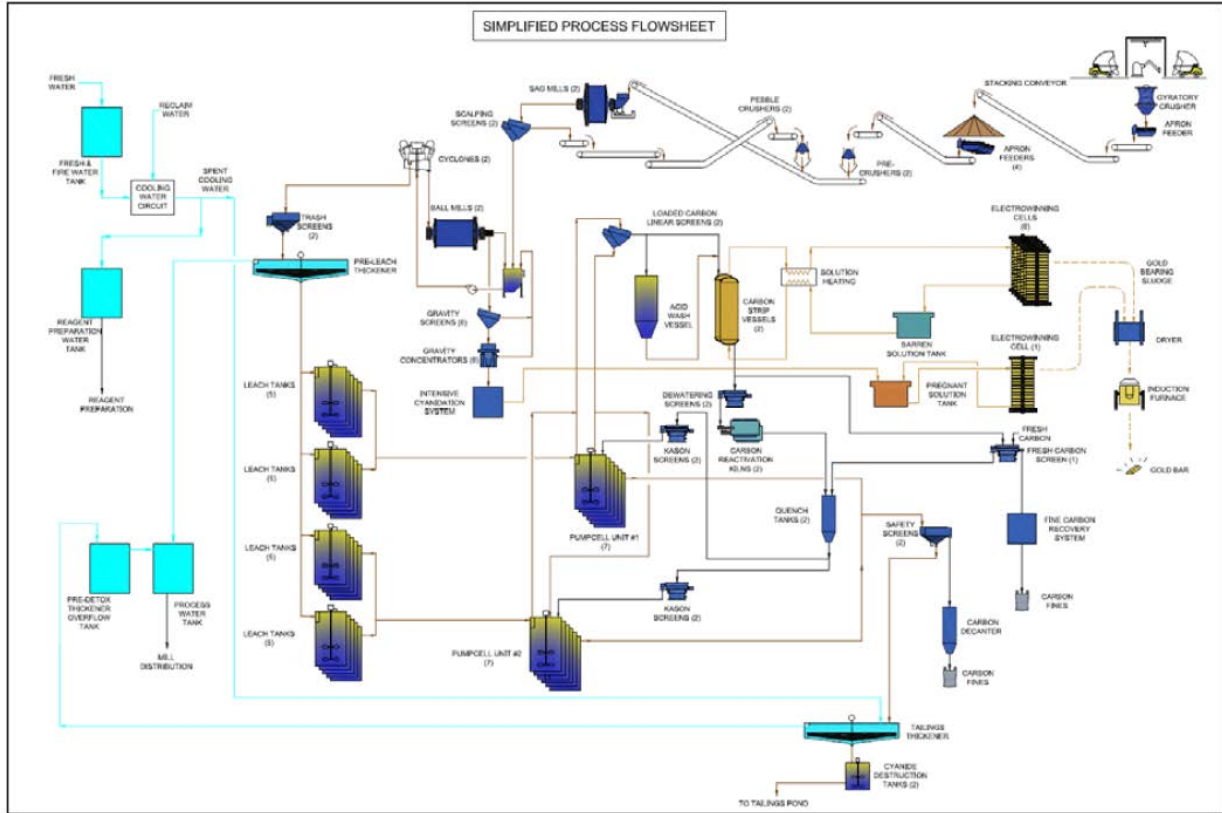 SIMPLIFIED PROCESS FLOWSHEET
FRESH
WATER
RECLAIM
WATER
FRESH &
FIRE WATER
TANK
COOLING
WATER
CIRCUIT
SPENT
COOLING
WATER
REAGENT
PREPARATION
WATER
TANK
REAGENT
PREPARATION
SAG MILLS (2)
SCALPING
SCREENS (2)
CYCLONES (2)
BALL MILLS (2)
TRASH
SCREENS
(2)
PRE-LEACH
THICKENER
GRAVITY
SCREENS (6)
GRAVITY
CONCENTRATORS (6)
INTENSIVE
CYANIDATION
SYSTEM
PEBBLE
CRUSHERS (2)
PRE-
CRUSHERS (2)
STACKING CONVEYOR
GYRATORY
CRUSHER
APRON
FEEDER
APRON
FEEDERS
(4)
LOADED CARBON
LINEAR SCREENS (2)
ACID
WASH
VESSEL
CARBON
STRIP
VESSELS
(2)
SOLUTION
HEATING
BARREN
SOLUTION TANK
ELECTROWINNING
CELLS
(8)
GOLD
BEARING
SLUDGE
ELECTROWINNING
CELL (1)
PREGNANT
SOLUTION
TANK
DRYER
INDUCTION
FURNACE
GOLD BAR
LEACH TANKS
(5)
LEACH TANKS
(5)
LEACH TANKS
(5)
LEACH TANKS
(5)
DEWATERING
SCREENS (2)
KASON
SCREENS (2)
CARBON
REACTIVATION
KILNS (2)
FRESH
CARBON
FRESH CARBON
SCREEN (1)
PUMPCELL UNIT #1
(7)
QUENCH
TANKS (2)
SAFETY
SCREENS
(2)
FINE CARBON
RECOVERY
SYSTEM
CARBON
FINES
KASON
SCREENS (2)
PUMPCELL UNIT #2
(7)
CARBON
DECANTER
CARBON
FINES
PRE-DETOX
THICKENER
OVERFLOW
TANK
PROCESS
WATER
TANK
MILL
DISTRIBUTION
TAILINGS
THICKENER
CYANIDE
DESTRUCTION
TANKS (2)
TO TAILINGS POND